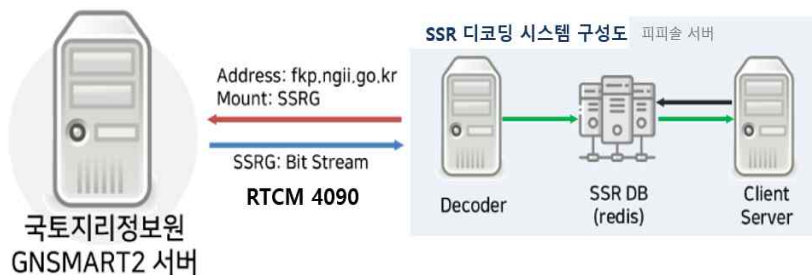 SSR 디코딩 시스템 구성도 피피솔 서버
Address: fkp.ngii.go.kr
Mount: SSRG
SSRG: Bit Stream
RTCM 4090
국토지리정보원
GNSMART2 서버
Decoder
SSR DB
(redis)
Client
Server